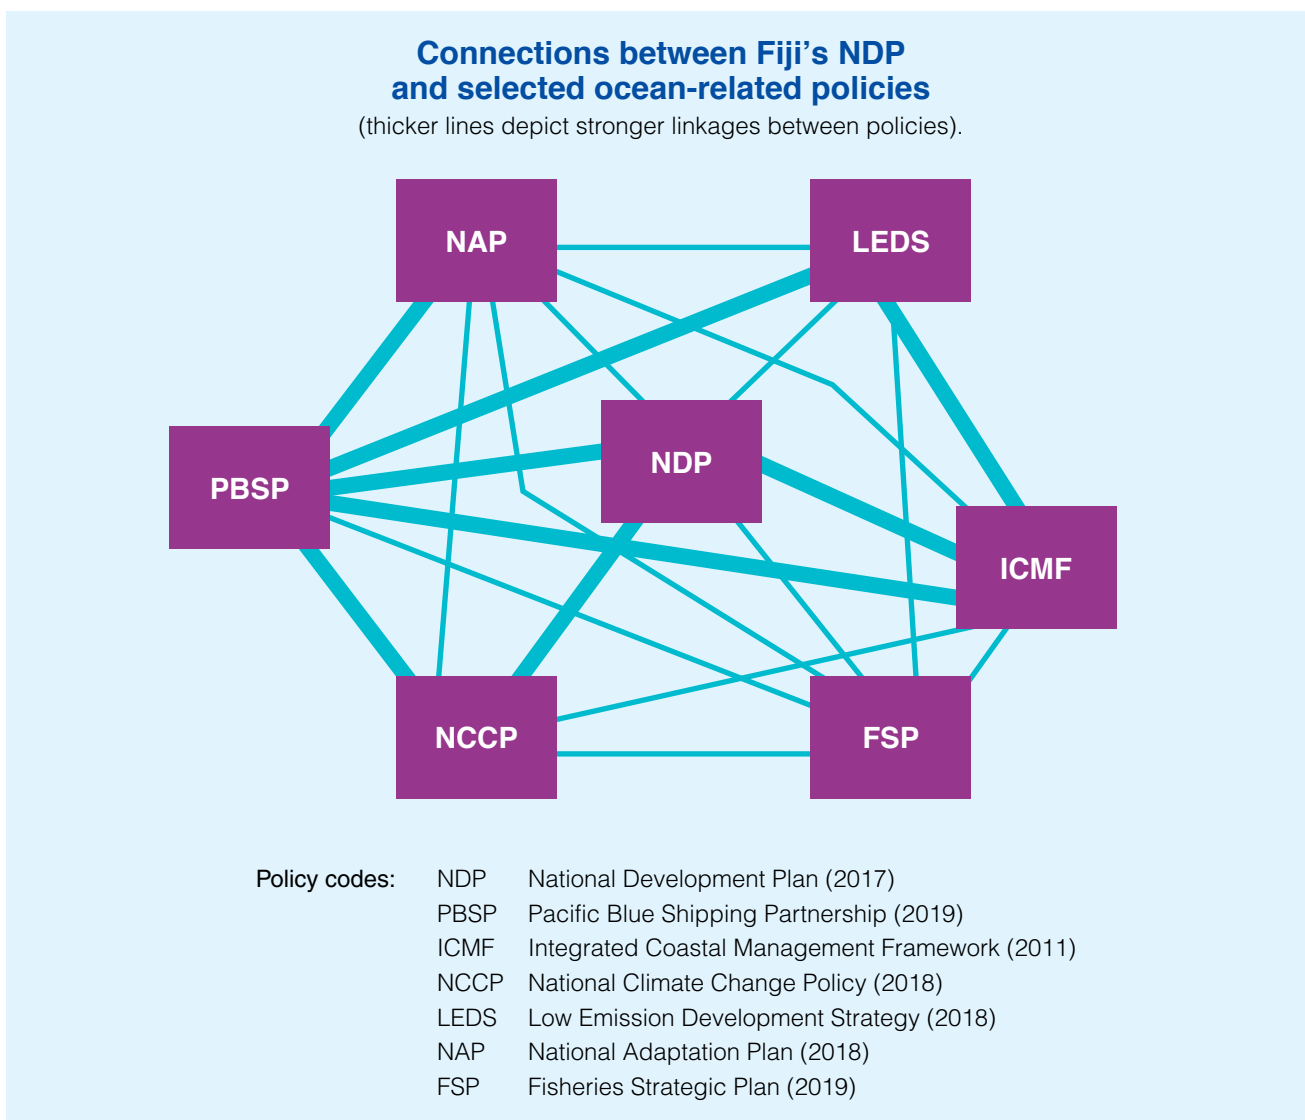 Connections between Fiji’s NDP
and selected ocean-related policies
(thicker lines depict stronger linkages between policies).
NAP
LEDS
NDP
PBSP
ICMF
NCCP
FSP
Policy codes: NDP National Development Plan (2017)
PBSP Pacific Blue Shipping Partnership (2019)
ICMF Integrated Coastal Management Framework (2011)
NCCP National Climate Change Policy (2018)
LEDS Low Emission Development Strategy (2018)
NAP National Adaptation Plan (2018)
FSP Fisheries Strategic Plan (2019)